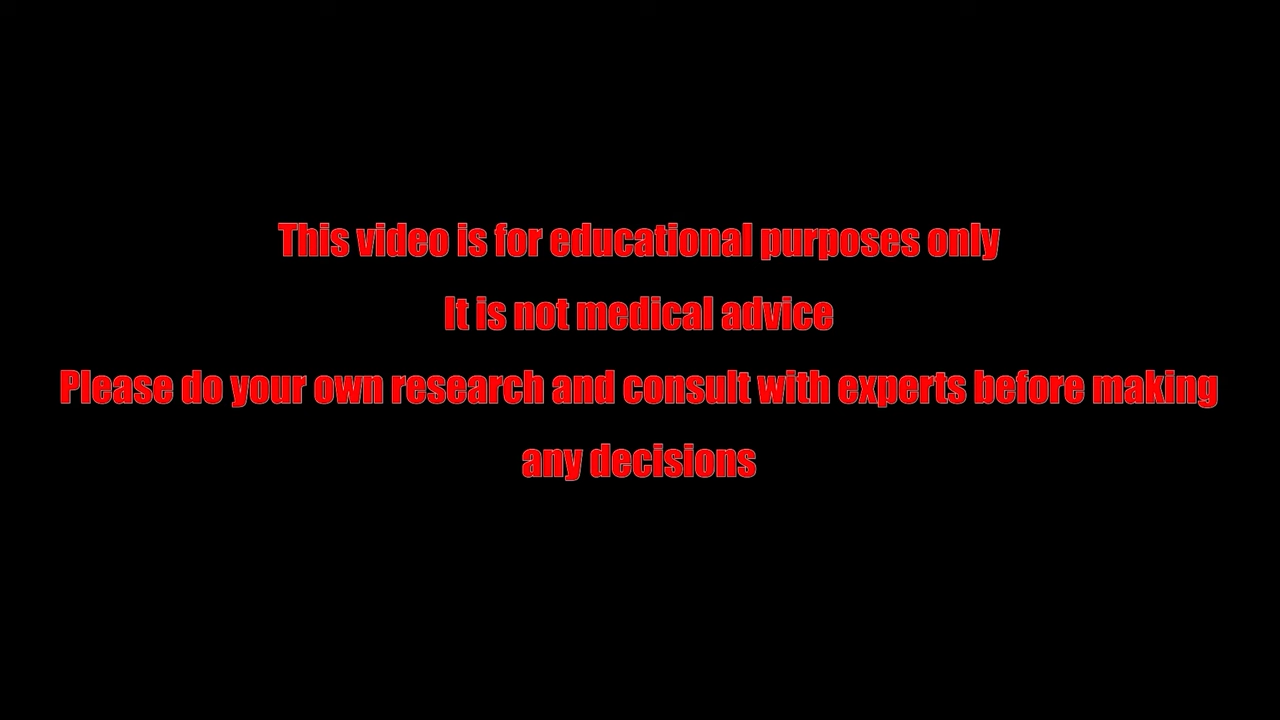 This video is for educational purposes only
It is not medical advice
Please do your own research and consult with experts before making
any decisions